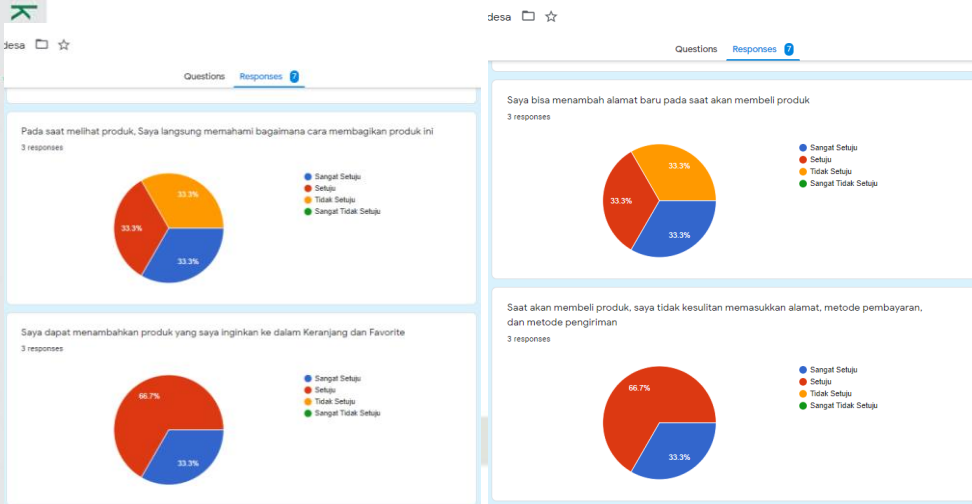 desa
Questions Responses 7
Pada saat melihat produk, Saya langsung memahami bagaimana cara membagikan produk ini
3 responses
33.3%
33.3%
33.3%
Sangat Setuju
Setuju
Tidak Setuju
Sangat Tidak Setuju
Saya dapat menambahkan produk yang saya inginkan ke dalam Keranjang dan Favorite
3 responses
66.7%
33.3%
Sangat Setuju
Setuju
Tidak Setuju
Sangat Tidak Setuju
desa
Questions Responses 7
Saya bisa menambah alamat baru pada saat akan membeli produk
3 responses
33.3%
33.3%
33.3%
Sangat Setuju
Setuju
Tidak Setuju
Sangat Tidak Setuju
Saat akan membeli produk, saya tidak kesulitan memasukkan alamat, metode pembayaran,
dan metode pengiriman
3 responses
66.7%
33.3%
Sangat Setuju
Setuju
Tidak Setuju
Sangat Tidak Setuju